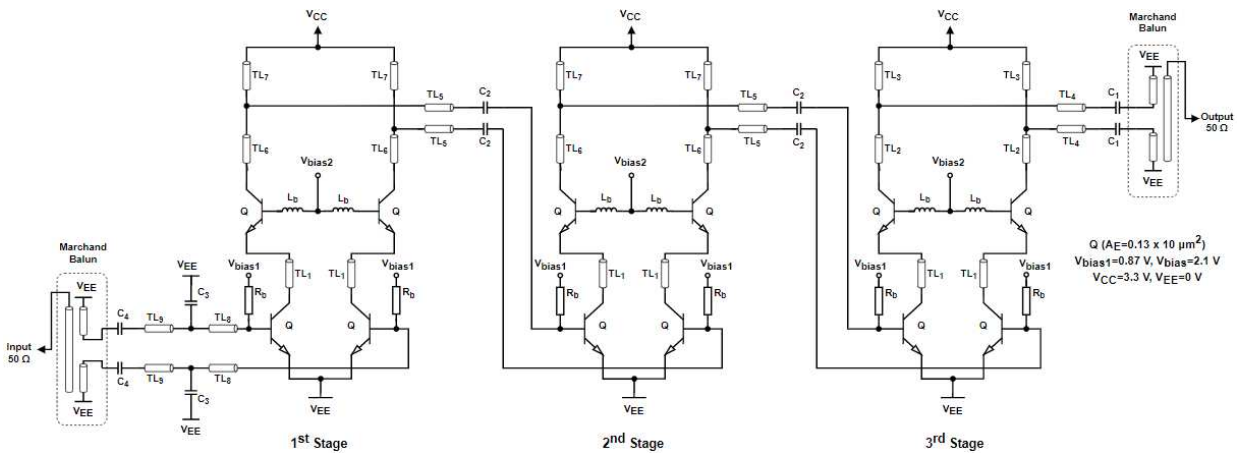 VCC
VCC
VCC
Marchand
Balun
VEE
TL7
TL7
TL7
TL7
TL3
TL3
TL5
C2
TL5
C2
TL4
C1
Output
50 Ω
TL5
C2
TL5
C2
TL4
C1
TL6
TL6
TL6
TL6
TL2
TL2
VEE
Vbias2
Vbias2
Vbias2
Lb
Lb
Lb
Lb
Lb
Lb
Q
Q
Q
Q
Q
Q
Q (AE=0.13 x 10 μm2)
Vbias1=0.87 V, Vbias=2.1 V
VCC=3.3 V, VEE=0 V
Marchand
Balun
VEE
Vbias1
TL1
TL1
Vbias1
Vbias1
TL1
TL1
Vbias1
Vbias1
TL1
TL1
Vbias1
VEE
C3
Rb
Rb
Rb
Rb
Rb
Rb
C4
TL9
TL8
Q
Q
Q
Q
Q
Q
Input
50 Ω
C4
TL9
TL8
C3
VEE
VEE
VEE
VEE
VEE
1st Stage
2nd Stage
3rd Stage